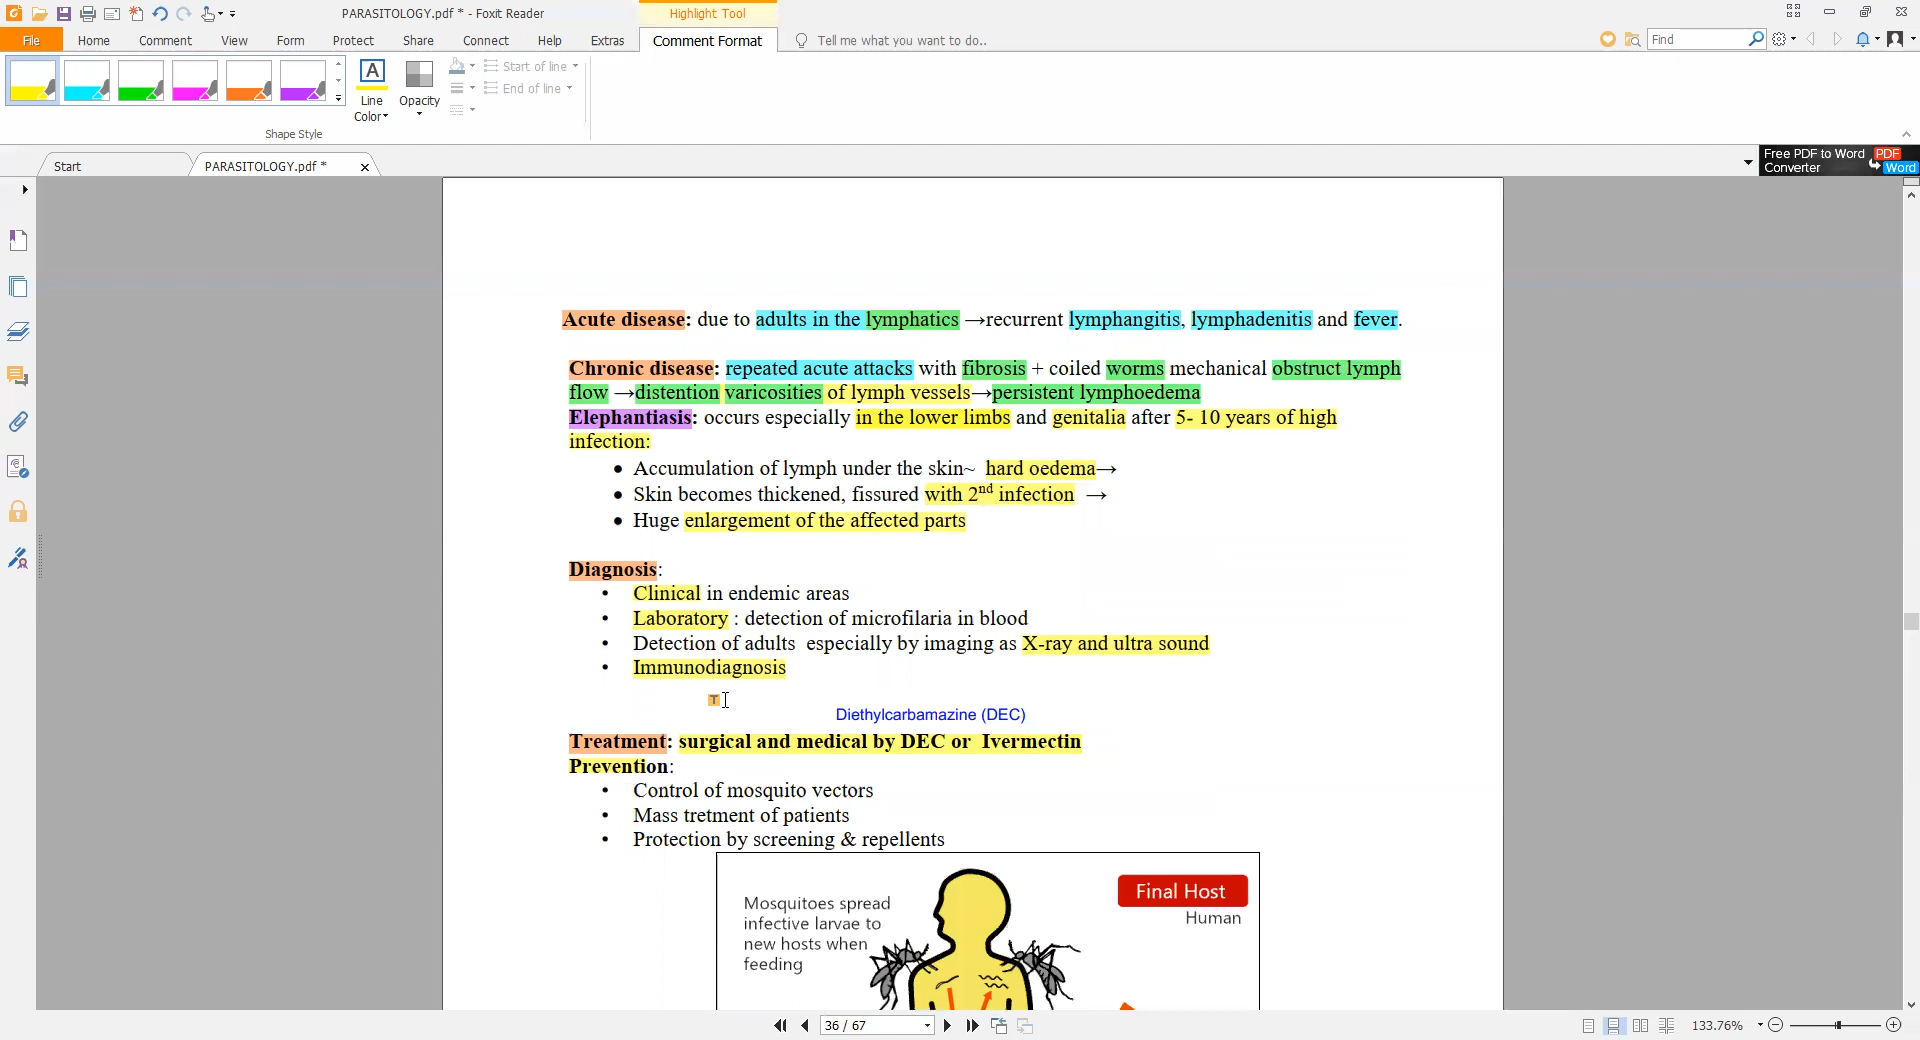 PARASITOLOGY.pdf * - Foxit Reader
Highlight Tool
File Home Comment View Form Protect Share Connect Help Extras Comment Format Tell me what you want to do.. Find
Start of line
End of line
Line Color
Opacity
Shape Style
Start
PARASITOLOGY.pdf *
Free PDF to Word
Converter
PDF
Word
Acute disease: due to adults in the lymphatics →recurrent lymphangitis, lymphadenitis and fever.
Chronic disease: repeated acute attacks with fibrosis + coiled worms mechanical obstruct lymph
flow →distention varicosities of lymph vessels→persistent lymphoedema
Elephantiasis: occurs especially in the lower limbs and genitalia after 5- 10 years of high
infection:
• Accumulation of lymph under the skin~ hard oedema→
• Skin becomes thickened, fissured with 2nd infection →
• Huge enlargement of the affected parts
Diagnosis:
• Clinical in endemic areas
• Laboratory : detection of microfilaria in blood
• Detection of adults especially by imaging as X-ray and ultra sound
• Immunodiagnosis
T
Diethylcarbamazine (DEC)
Treatment: surgical and medical by DEC or Ivermectin
Prevention:
• Control of mosquito vectors
• Mass tretment of patients
• Protection by screening & repellents
Mosquitoes spread
infective larvae to
new hosts when
feeding
Final Host
Human
36 / 67
133.76%